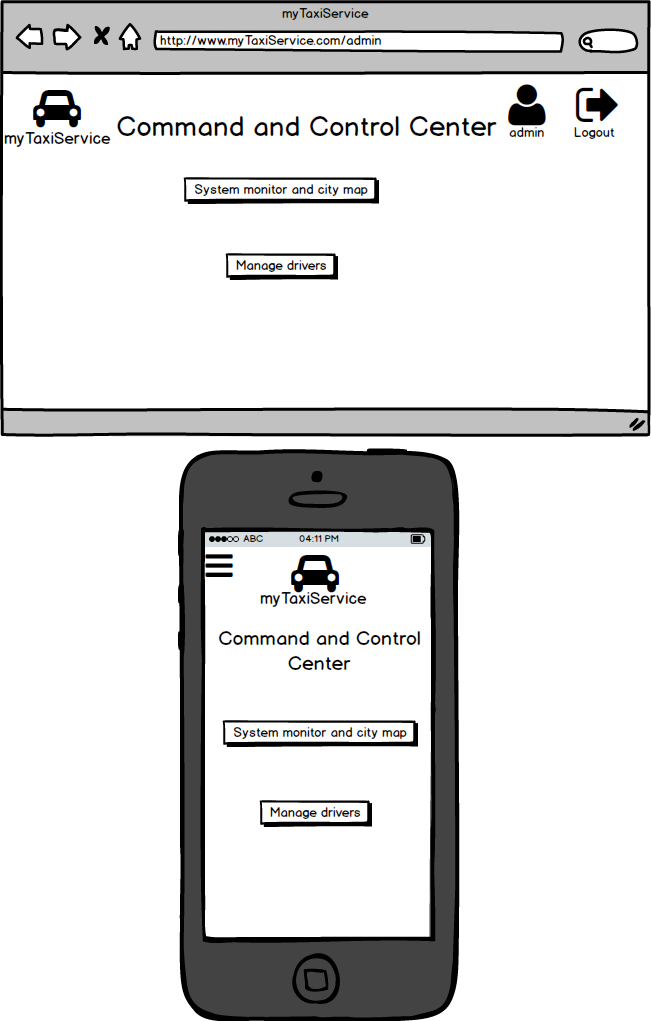 myTaxiService
http://www.myTaxiService.com/admin
myTaxiService
Command and Control Center
admin
Logout
System monitor and city map
Manage drivers
ABC
04:11 PM
myTaxiService
Command and Control
Center
System monitor and city map
Manage drivers